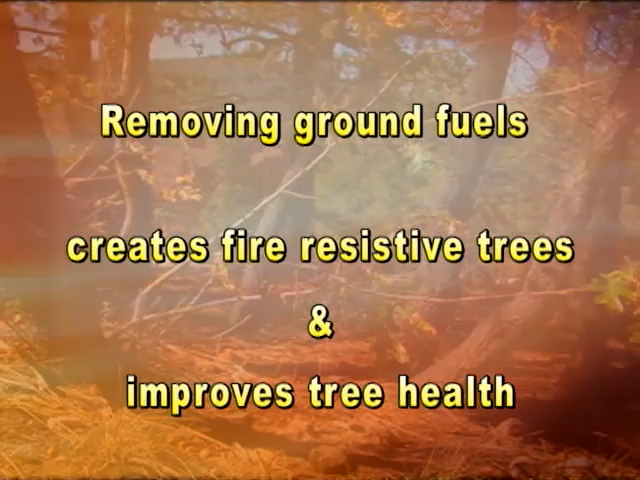 Removing ground fuels
creates fire resistive trees
&
improves tree health